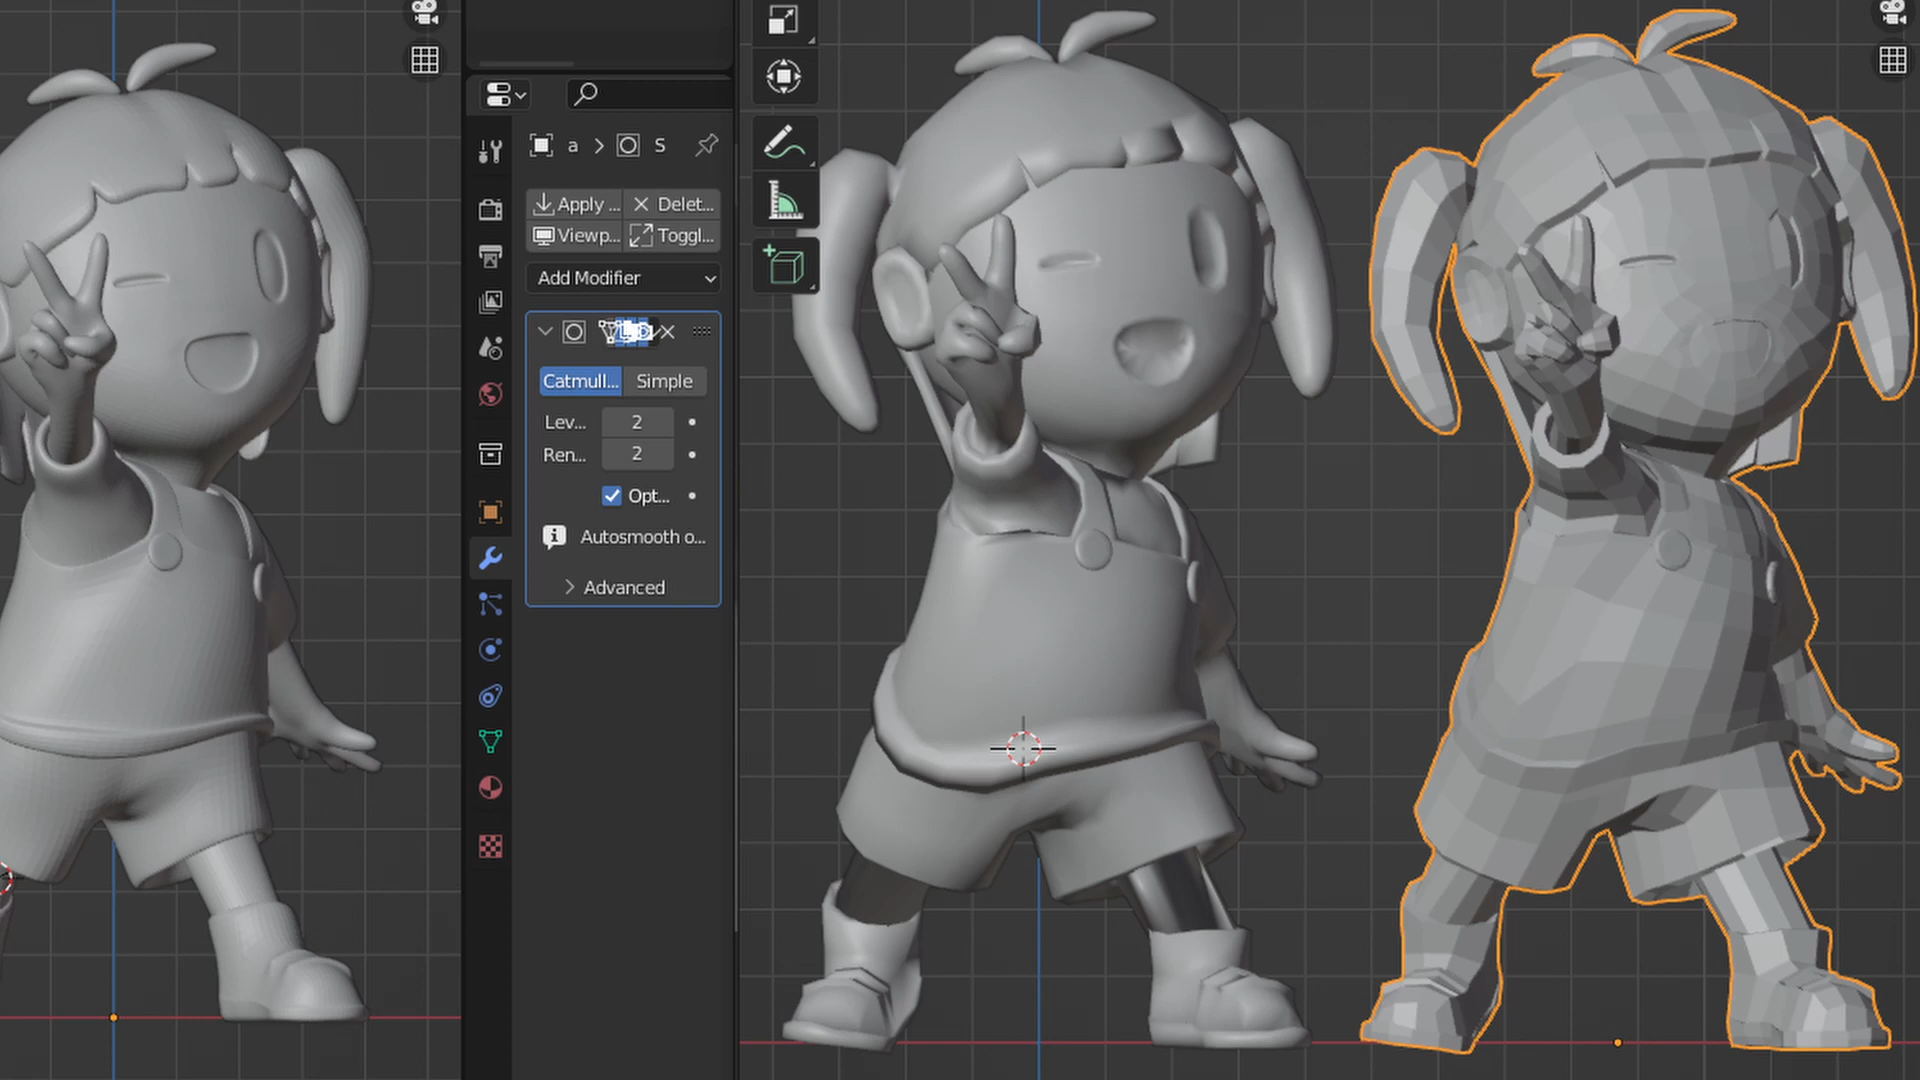 a > S
Apply ... Delet...
Viewp... Toggl...
Add Modifier
Catmull... Simple
Lev... 2
Ren... 2
Opt...
Autosmooth o...
Advanced